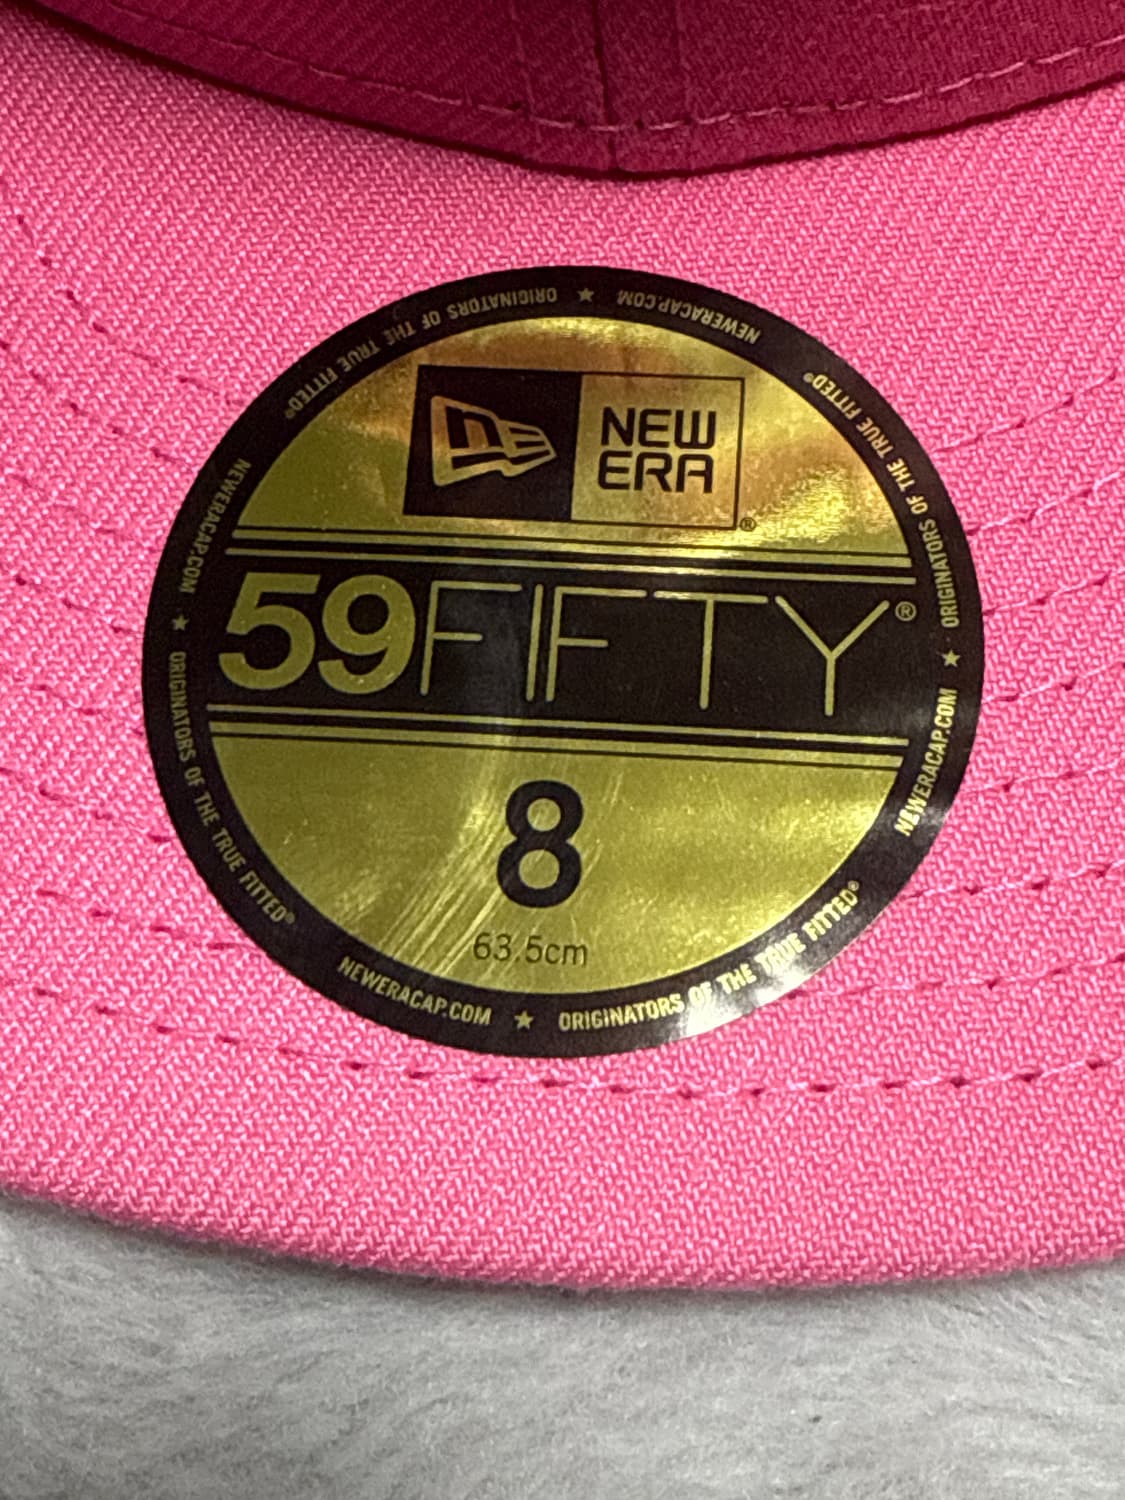 NEW
ERA®
59FIFTY®
8
63.5cm
NEWERACAP.COM ★ ORIGINATORS OF THE TRUE FITTED®
NEWERACAP.COM ★ ORIGINATORS OF THE TRUE FITTED®
NEWERACAP.COM ★ ORIGINATORS OF THE TRUE FITTED®
NEWERACAP.COM ★ ORIGINATORS OF THE TRUE FITTED®